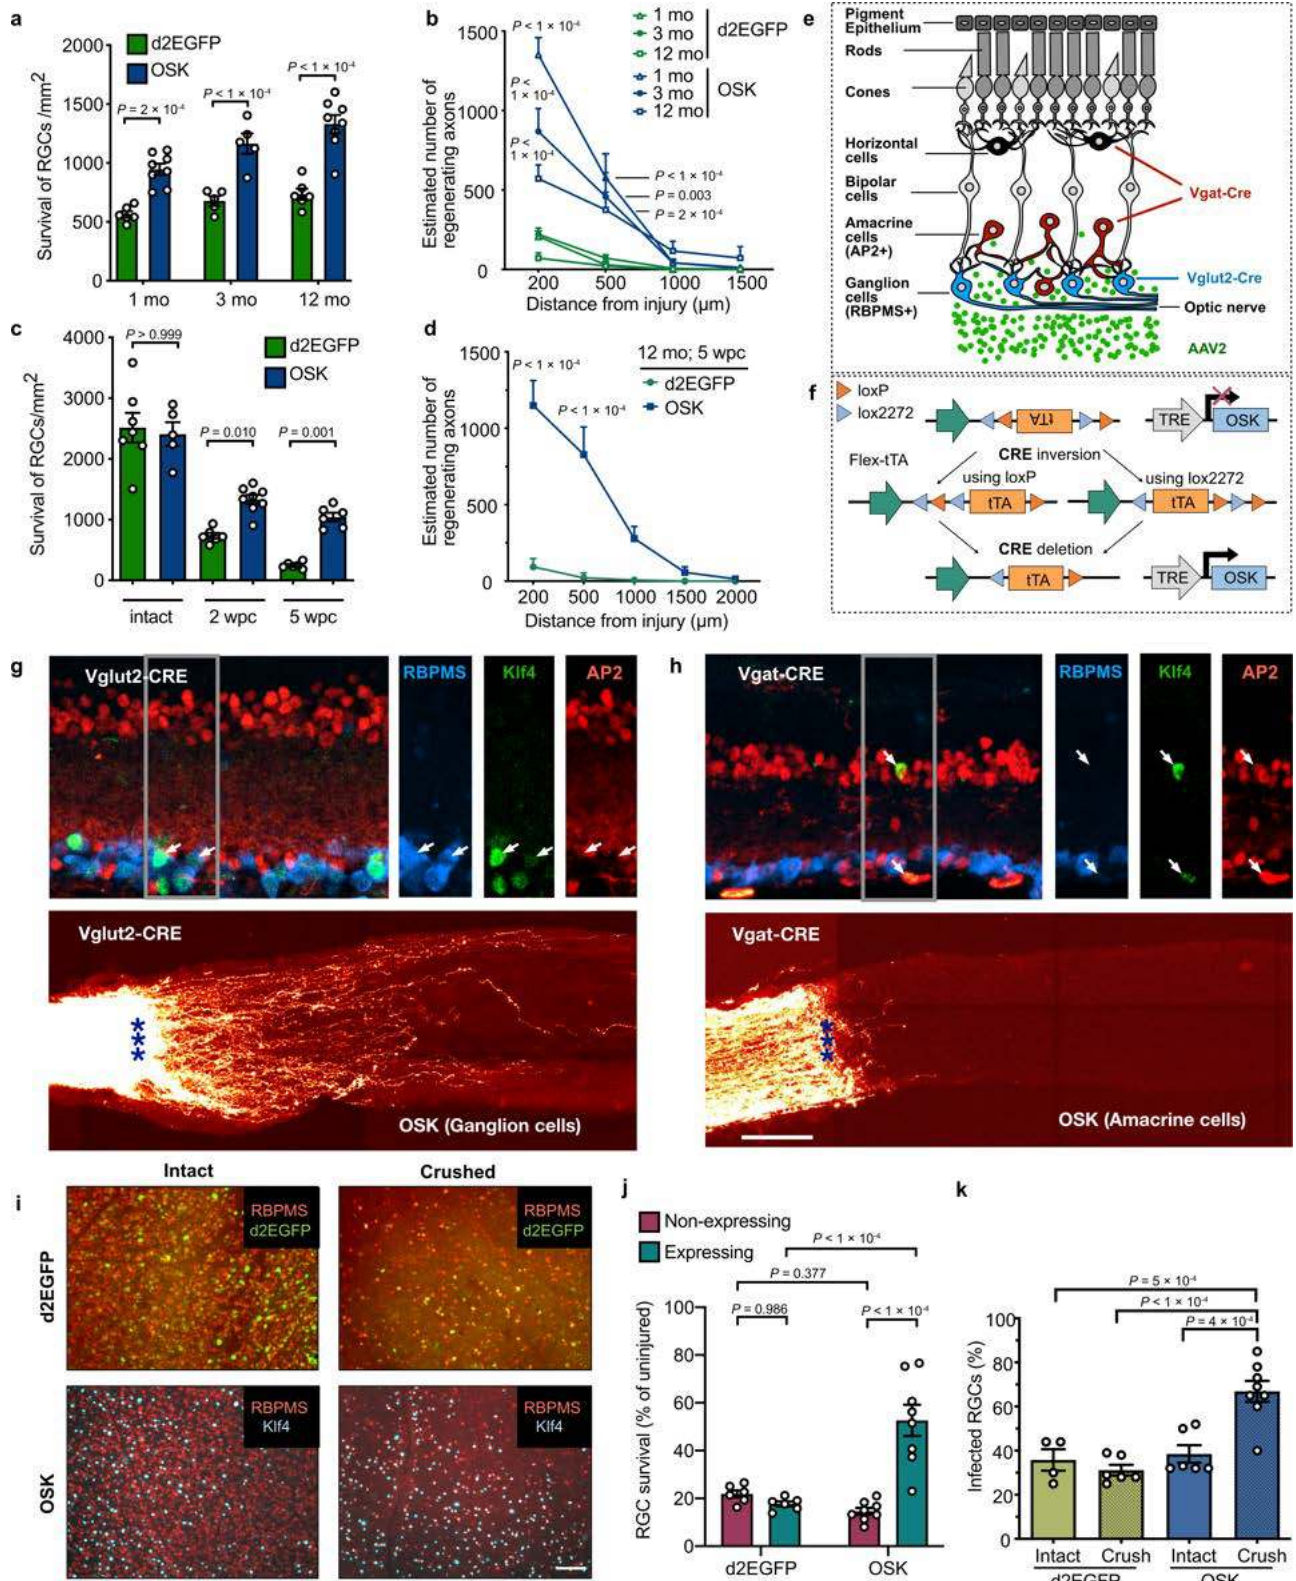 a
d2EGFP
OSK
Survival of RGCs /mm2
2000
1500
1000
500
0
P = 2 × 10-4
P < 1 × 10-4
P < 1 × 10-4
1 mo
3 mo
12 mo
b
Estimated number of
regenerating axons
1500
1000
500
0
P < 1 × 10-4
P <
1 × 10-4
P <
1 × 10-4
1 mo
3 mo
12 mo
d2EGFP
1 mo
3 mo
12 mo
OSK
P < 1 × 10-4
P = 0.003
P = 2 × 10-4
200
500
1000
1500
Distance from injury (µm)
c
Survival of RGCs/mm2
4000
3000
2000
1000
0
P > 0.999
d2EGFP
OSK
P = 0.010
P = 0.001
intact
2 wpc
5 wpc
d
Estimated number of
regenerating axons
1500
1000
500
0
P < 1 × 10-4
P < 1 × 10-4
12 mo; 5 wpc
d2EGFP
OSK
200
500
1000
1500
2000
Distance from injury (µm)
e
Pigment
Epithelium
Rods
Cones
Horizontal
cells
Bipolar
cells
Amacrine
cells
(AP2+)
Ganglion
cells
(RBPMS+)
Vgat-Cre
Vglut2-Cre
Optic nerve
AAV2
f
loxP
lox2272
tTA
TRE
OSK
CRE inversion
Flex-tTA
using loxP
using lox2272
tTA
tTA
CRE deletion
tTA
TRE
OSK
g
Vglut2-CRE
RBPMS
Klf4
AP2
Vglut2-CRE
***
OSK (Ganglion cells)
h
Vgat-CRE
RBPMS
Klf4
AP2
Vgat-CRE
***
OSK (Amacrine cells)
i
Intact
Crushed
d2EGFP
RBPMS
d2EGFP
RBPMS
d2EGFP
OSK
RBPMS
Klf4
RBPMS
Klf4
j
Non-expressing
Expressing
P < 1 × 10-4
P = 0.377
P = 0.986
P < 1 × 10-4
RGC survival (% of uninjured)
100
80
60
40
20
0
d2EGFP
OSK
k
P = 5 × 10-4
P < 1 × 10-4
P = 4 × 10-4
Infected RGCs (%)
100
80
60
40
20
0
Intact
Crush
Intact
Crush
d2EGFP
OSK